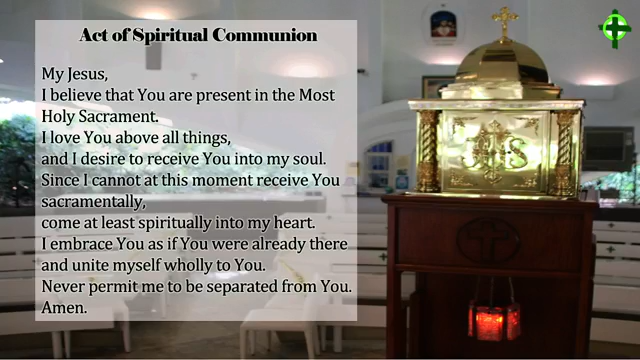 Act of Spiritual Communion
My Jesus,
I believe that You are present in the Most
Holy Sacrament.
I love You above all things,
and I desire to receive You into my soul.
Since I cannot at this moment receive You
sacramentally,
come at least spiritually into my heart.
I embrace You as if You were already there
and unite myself wholly to You.
Never permit me to be separated from You.
Amen.
JHS